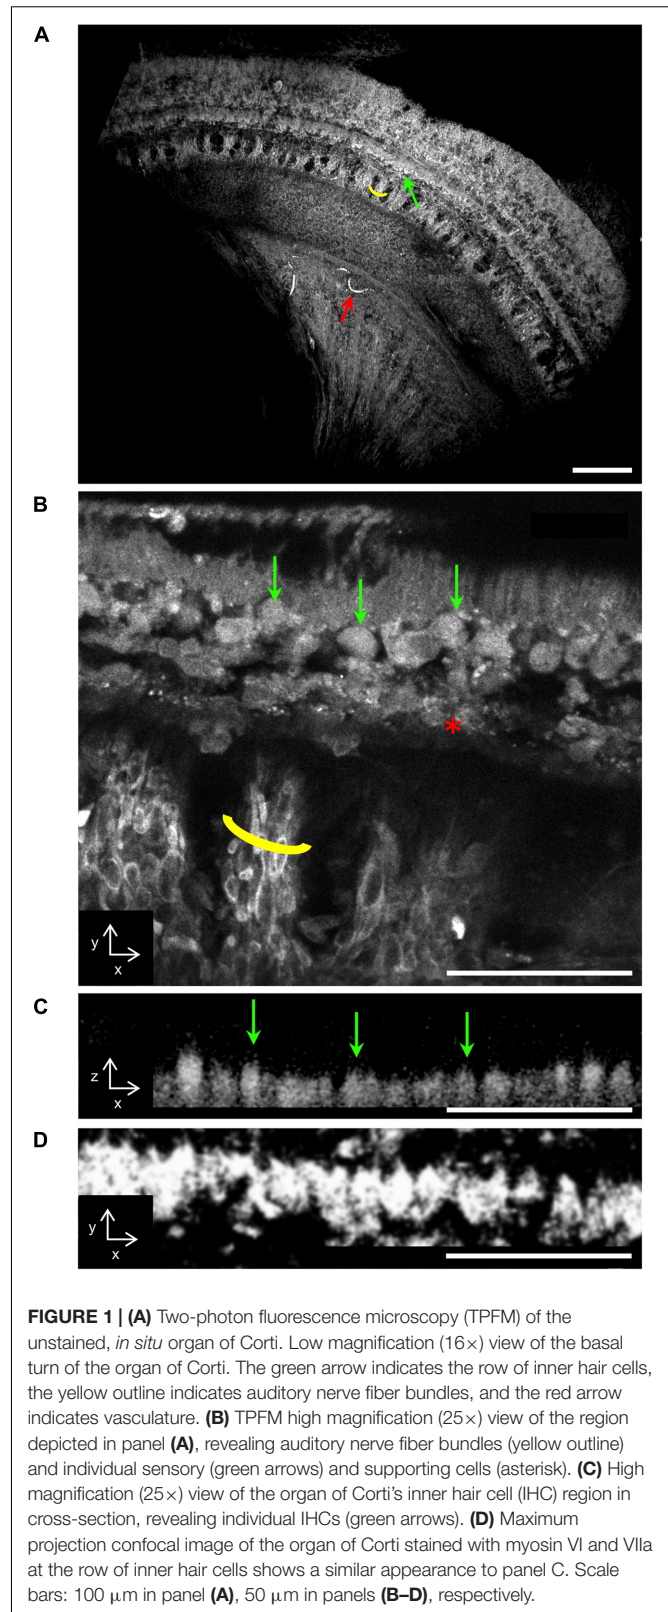 A
B
*
y
x
C
z
x
D
y
x
FIGURE 1 | (A) Two-photon fluorescence microscopy (TPFM) of the
unstained, in situ organ of Corti. Low magnification (16×) view of the basal
turn of the organ of Corti. The green arrow indicates the row of inner hair cells,
the yellow outline indicates auditory nerve fiber bundles, and the red arrow
indicates vasculature. (B) TPFM high magnification (25×) view of the region
depicted in panel (A), revealing auditory nerve fiber bundles (yellow outline)
and individual sensory (green arrows) and supporting cells (asterisk). (C) High
magnification (25×) view of the organ of Corti's inner hair cell (IHC) region in
cross-section, revealing individual IHCs (green arrows). (D) Maximum
projection confocal image of the organ of Corti stained with myosin VI and VIIa
at the row of inner hair cells shows a similar appearance to panel C. Scale
bars: 100 μm in panel (A), 50 μm in panels (B–D), respectively.